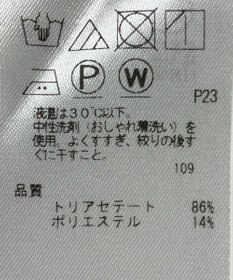 P W
P23
液温は30℃以下。
中性洗剤(おしゃれ着洗い)を
使用。よくすすぎ、絞りの後す
ぐに干すこと。
109
品質
トリアセテート 86%
ポリエステル 14%